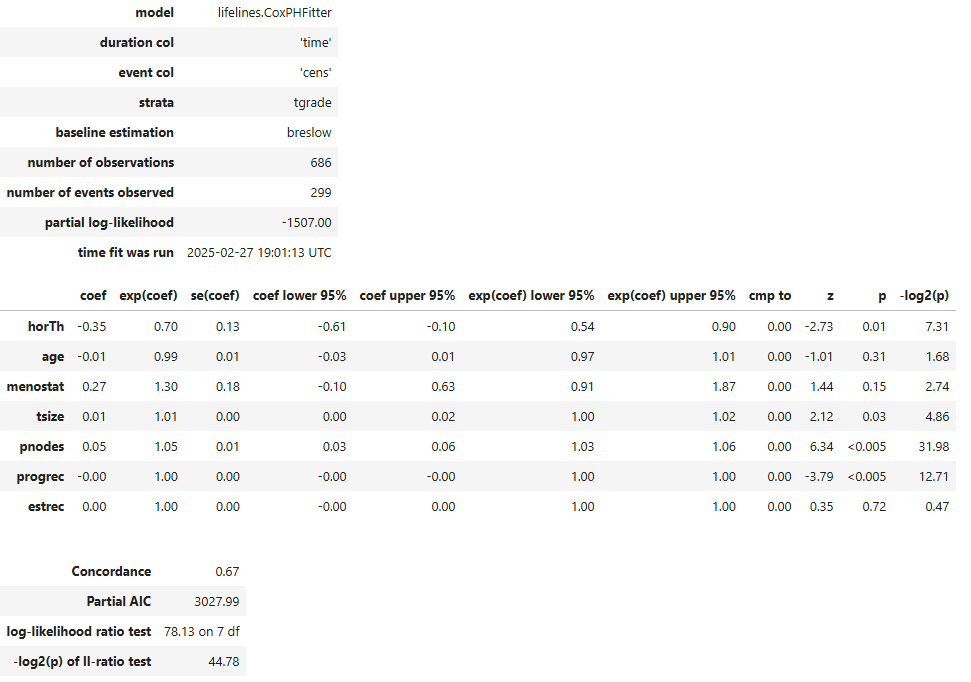 model lifelines.CoxPHFitter
duration col 'time'
event col 'cens'
strata tgrade
baseline estimation breslow
number of observations 686
number of events observed 299
partial log-likelihood -1507.00
time fit was run 2025-02-27 19:01:13 UTC
coef exp(coef) se(coef) coef lower 95% coef upper 95% exp(coef) lower 95% exp(coef) upper 95% cmp to z p -log2(p)
horTh -0.35 0.70 0.13 -0.61 -0.10 0.54 0.90 0.00 -2.73 0.01 7.31
age -0.01 0.99 0.01 -0.03 0.01 0.97 1.01 0.00 -1.01 0.31 1.68
menostat 0.27 1.30 0.18 -0.10 0.63 0.91 1.87 0.00 1.44 0.15 2.74
tsize 0.01 1.01 0.00 0.00 0.02 1.00 1.02 0.00 2.12 0.03 4.86
pnodes 0.05 1.05 0.01 0.03 0.06 1.03 1.06 0.00 6.34 <0.005 31.98
progrec -0.00 1.00 0.00 -0.00 -0.00 1.00 1.00 0.00 -3.79 <0.005 12.71
estrec 0.00 1.00 0.00 -0.00 0.00 1.00 1.00 0.00 0.35 0.72 0.47
Concordance 0.67
Partial AIC 3027.99
log-likelihood ratio test 78.13 on 7 df
-log2(p) of ll-ratio test 44.78